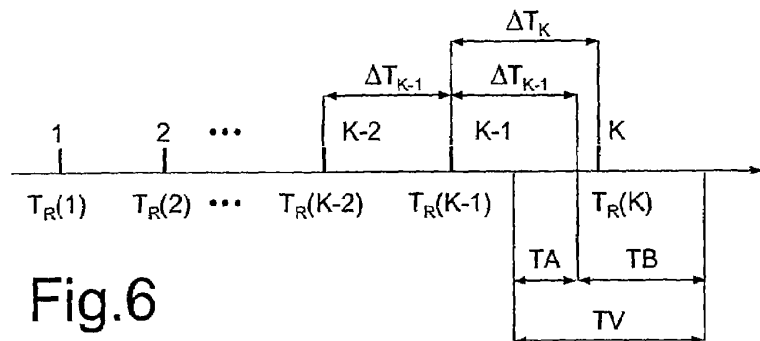 ΔT_K
ΔT_{K-1} ΔT_{K-1}
1 2 ••• K-2 K-1 K
T_R(1) T_R(2) ••• T_R(K-2) T_R(K-1) T_R(K)
TA TB
TV
Fig.6